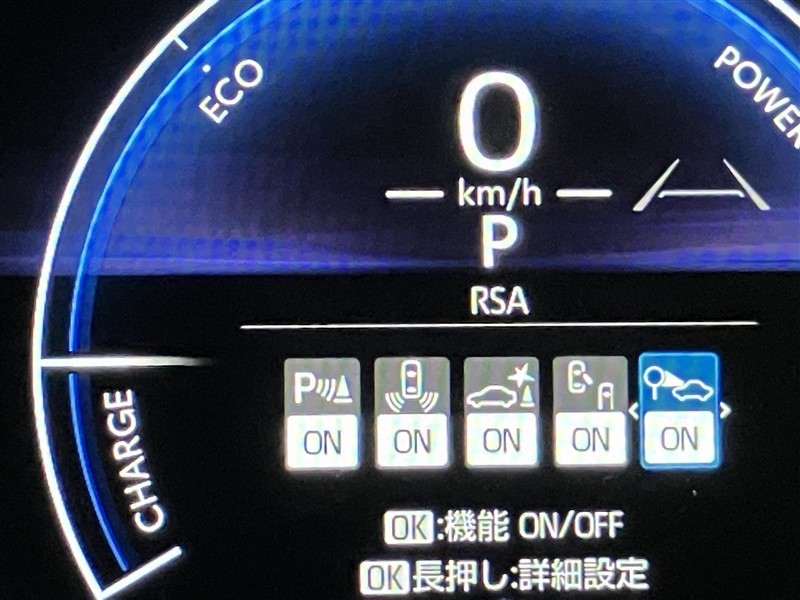 ECO
POWER
0
km/h
P
RSA
CHARGE
P
ON ON ON ON ON
OK:機能 ON/OFF
OK長押し:詳細設定